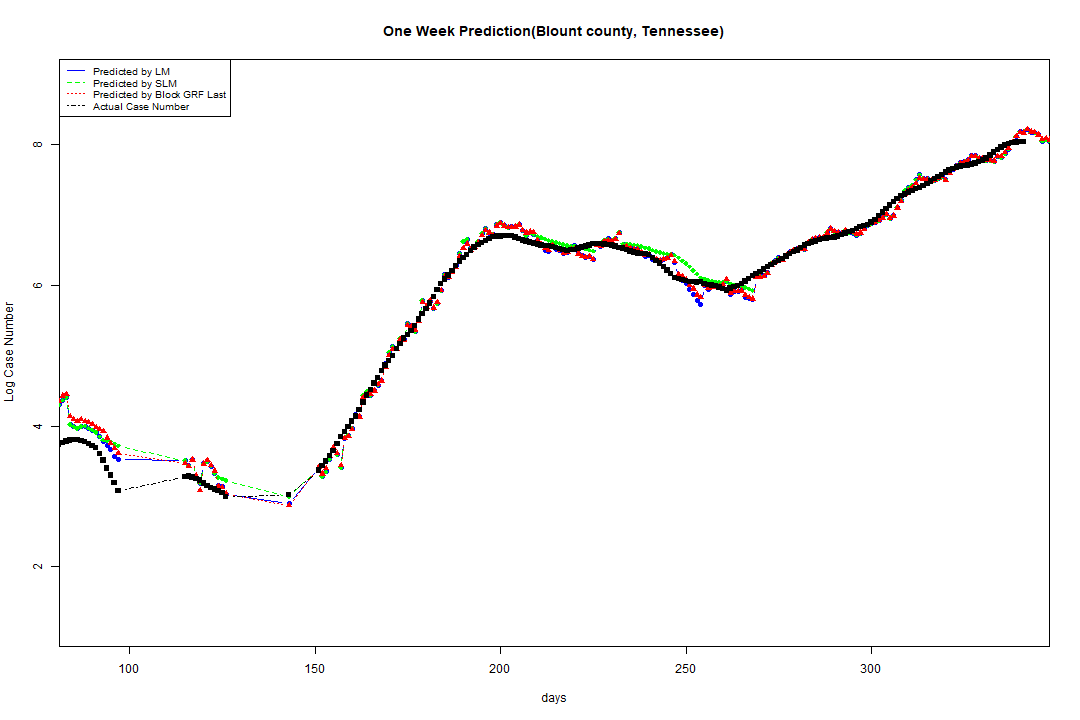 One Week Prediction(Blount county, Tennessee)
Predicted by LM
Predicted by SLM
Predicted by Block GRF Last
Actual Case Number
Log Case Number
8
6
4
2
100 150 200 250 300
days